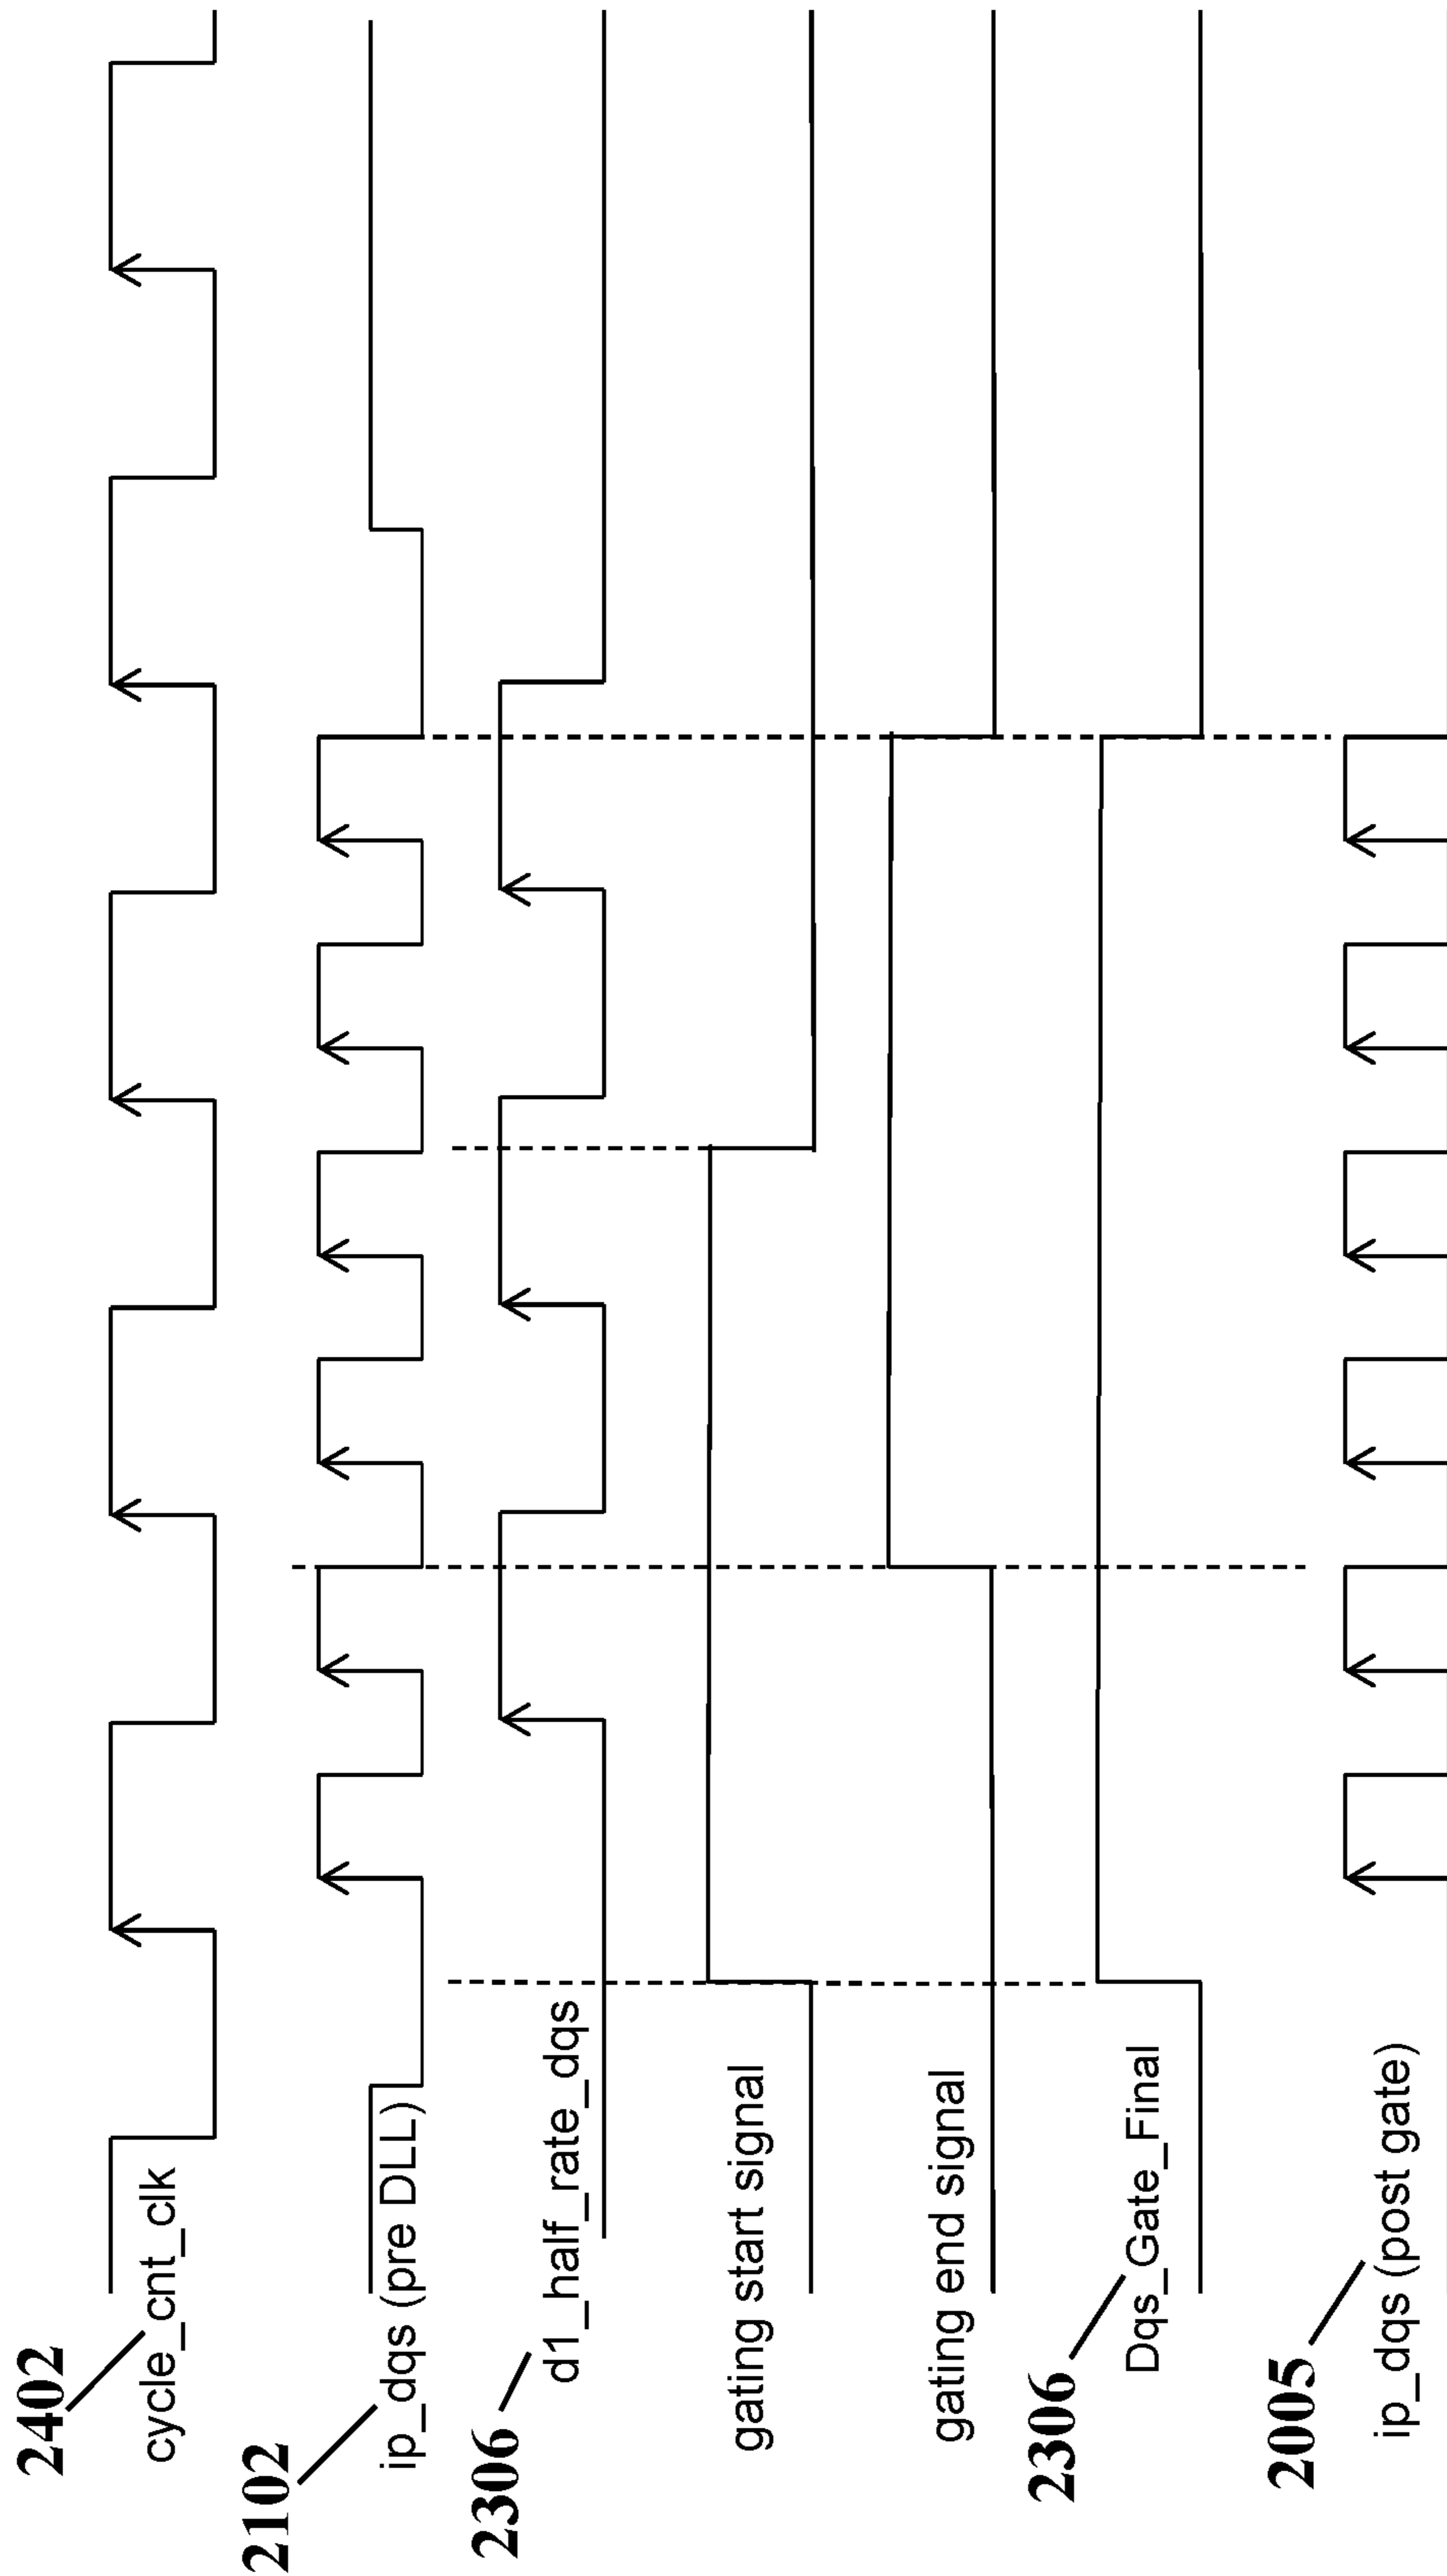 2402
cycle_cnt_clk
2102
ip_dqs (pre DLL)
2306
d1_half_rate_dqs
gating start signal
gating end signal
2306
Dqs_Gate_Final
2005
ip_dqs (post gate)